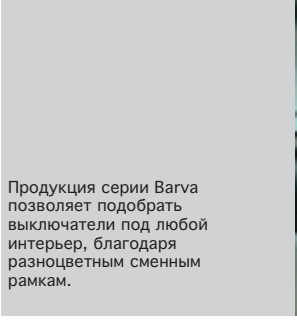 Продукция серии Barva
позволяет подобрать
выключатели под любой
интерьер, благодаря
разноцветным сменным
рамкам.